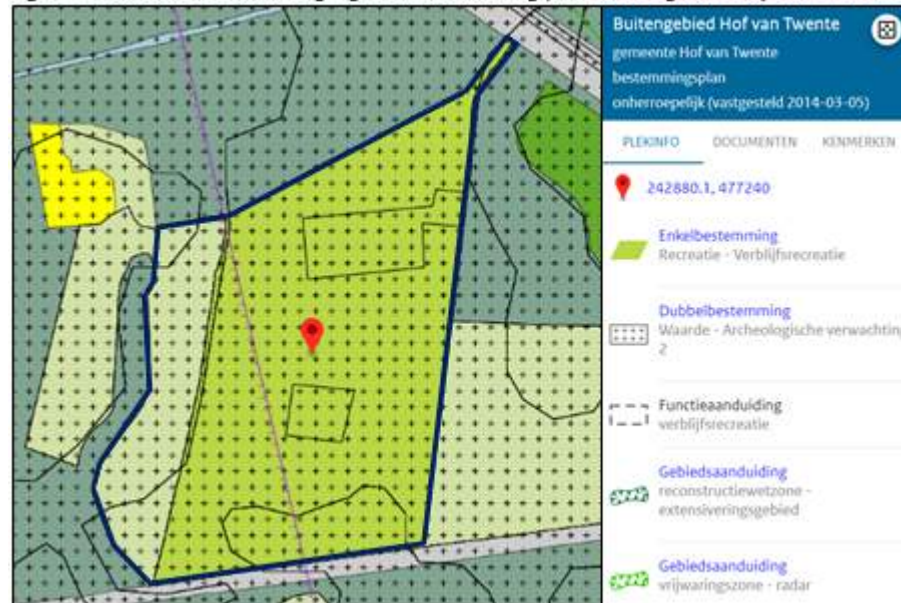 Buitengebied Hof van Twente
gemeente Hof van Twente
bestemmingsplan
onherroepelijk (vastgesteld 2014-03-05)
PLEKINFO DOCUMENTEN KENMERKEN
242880.1, 477240
Enkelbestemming
Recreatie - Verblijfsrecreatie
Dubbelbestemming
Waarde - Archeologische verwachting
2
Functieaanduiding
verblijfsrecreatie
Gebiedsaanduiding
reconstructiewetzone -
extensiveringsgebied
Gebiedsaanduiding
vrijwaringszone - radar